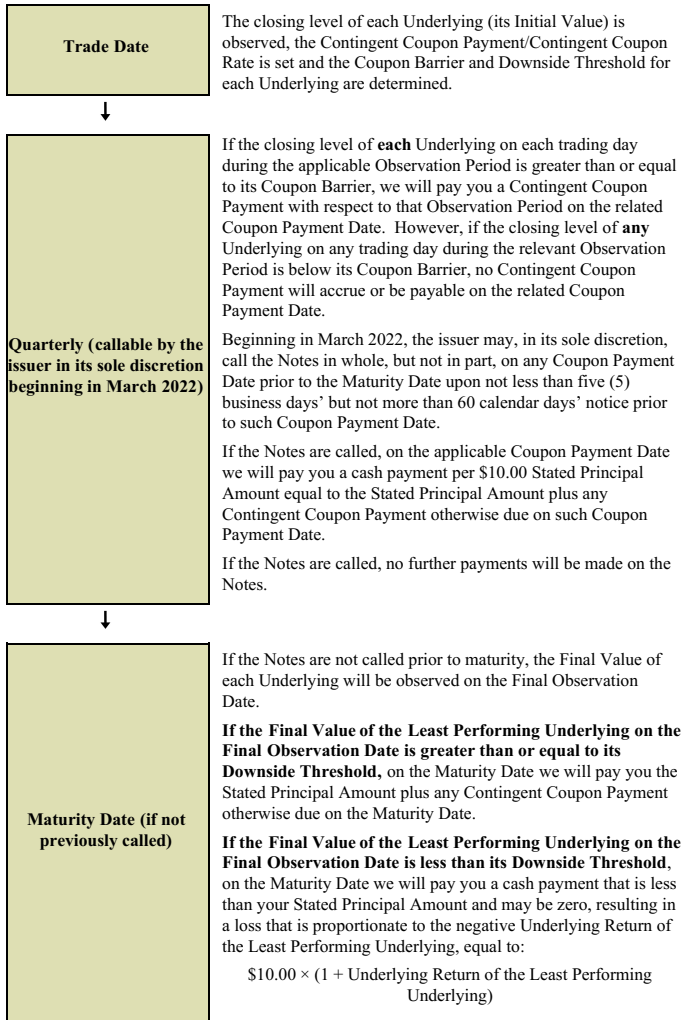 Trade Date
The closing level of each Underlying (its Initial Value) is
observed, the Contingent Coupon Payment/Contingent Coupon
Rate is set and the Coupon Barrier and Downside Threshold for
each Underlying are determined.
Quarterly (callable by the
issuer in its sole discretion
beginning in March 2022)
If the closing level of each Underlying on each trading day
during the applicable Observation Period is greater than or equal
to its Coupon Barrier, we will pay you a Contingent Coupon
Payment with respect to that Observation Period on the related
Coupon Payment Date. However, if the closing level of any
Underlying on any trading day during the relevant Observation
Period is below its Coupon Barrier, no Contingent Coupon
Payment will accrue or be payable on the related Coupon
Payment Date.
Beginning in March 2022, the issuer may, in its sole discretion,
call the Notes in whole, but not in part, on any Coupon Payment
Date prior to the Maturity Date upon not less than five (5)
business days’ but not more than 60 calendar days’ notice prior
to such Coupon Payment Date.
If the Notes are called, on the applicable Coupon Payment Date
we will pay you a cash payment per $10.00 Stated Principal
Amount equal to the Stated Principal Amount plus any
Contingent Coupon Payment otherwise due on such Coupon
Payment Date.
If the Notes are called, no further payments will be made on the
Notes.
Maturity Date (if not
previously called)
If the Notes are not called prior to maturity, the Final Value of
each Underlying will be observed on the Final Observation
Date.
If the Final Value of the Least Performing Underlying on the
Final Observation Date is greater than or equal to its
Downside Threshold, on the Maturity Date we will pay you the
Stated Principal Amount plus any Contingent Coupon Payment
otherwise due on the Maturity Date.
If the Final Value of the Least Performing Underlying on the
Final Observation Date is less than its Downside Threshold,
on the Maturity Date we will pay you a cash payment that is less
than your Stated Principal Amount and may be zero, resulting in
a loss that is proportionate to the negative Underlying Return of
the Least Performing Underlying, equal to:
$10.00 × (1 + Underlying Return of the Least Performing
Underlying)